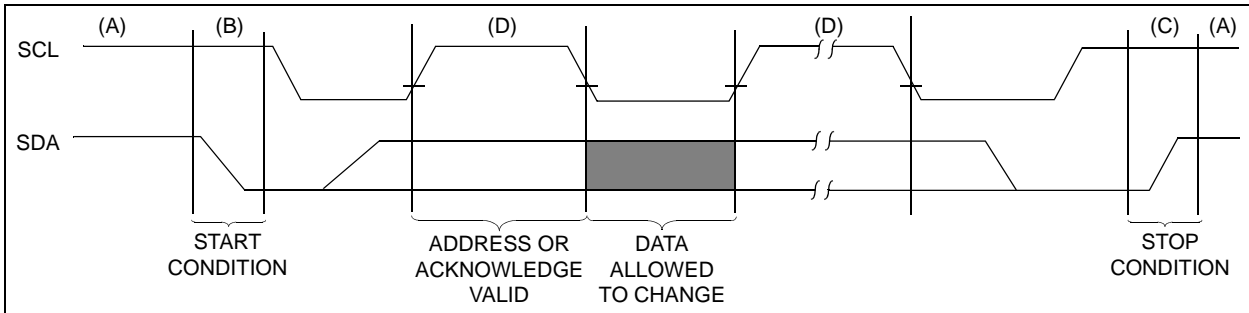 (A) (B) (D) (D) (C) (A)
SCL
SDA
START
CONDITION
ADDRESS OR
ACKNOWLEDGE
VALID
DATA
ALLOWED
TO CHANGE
STOP
CONDITION